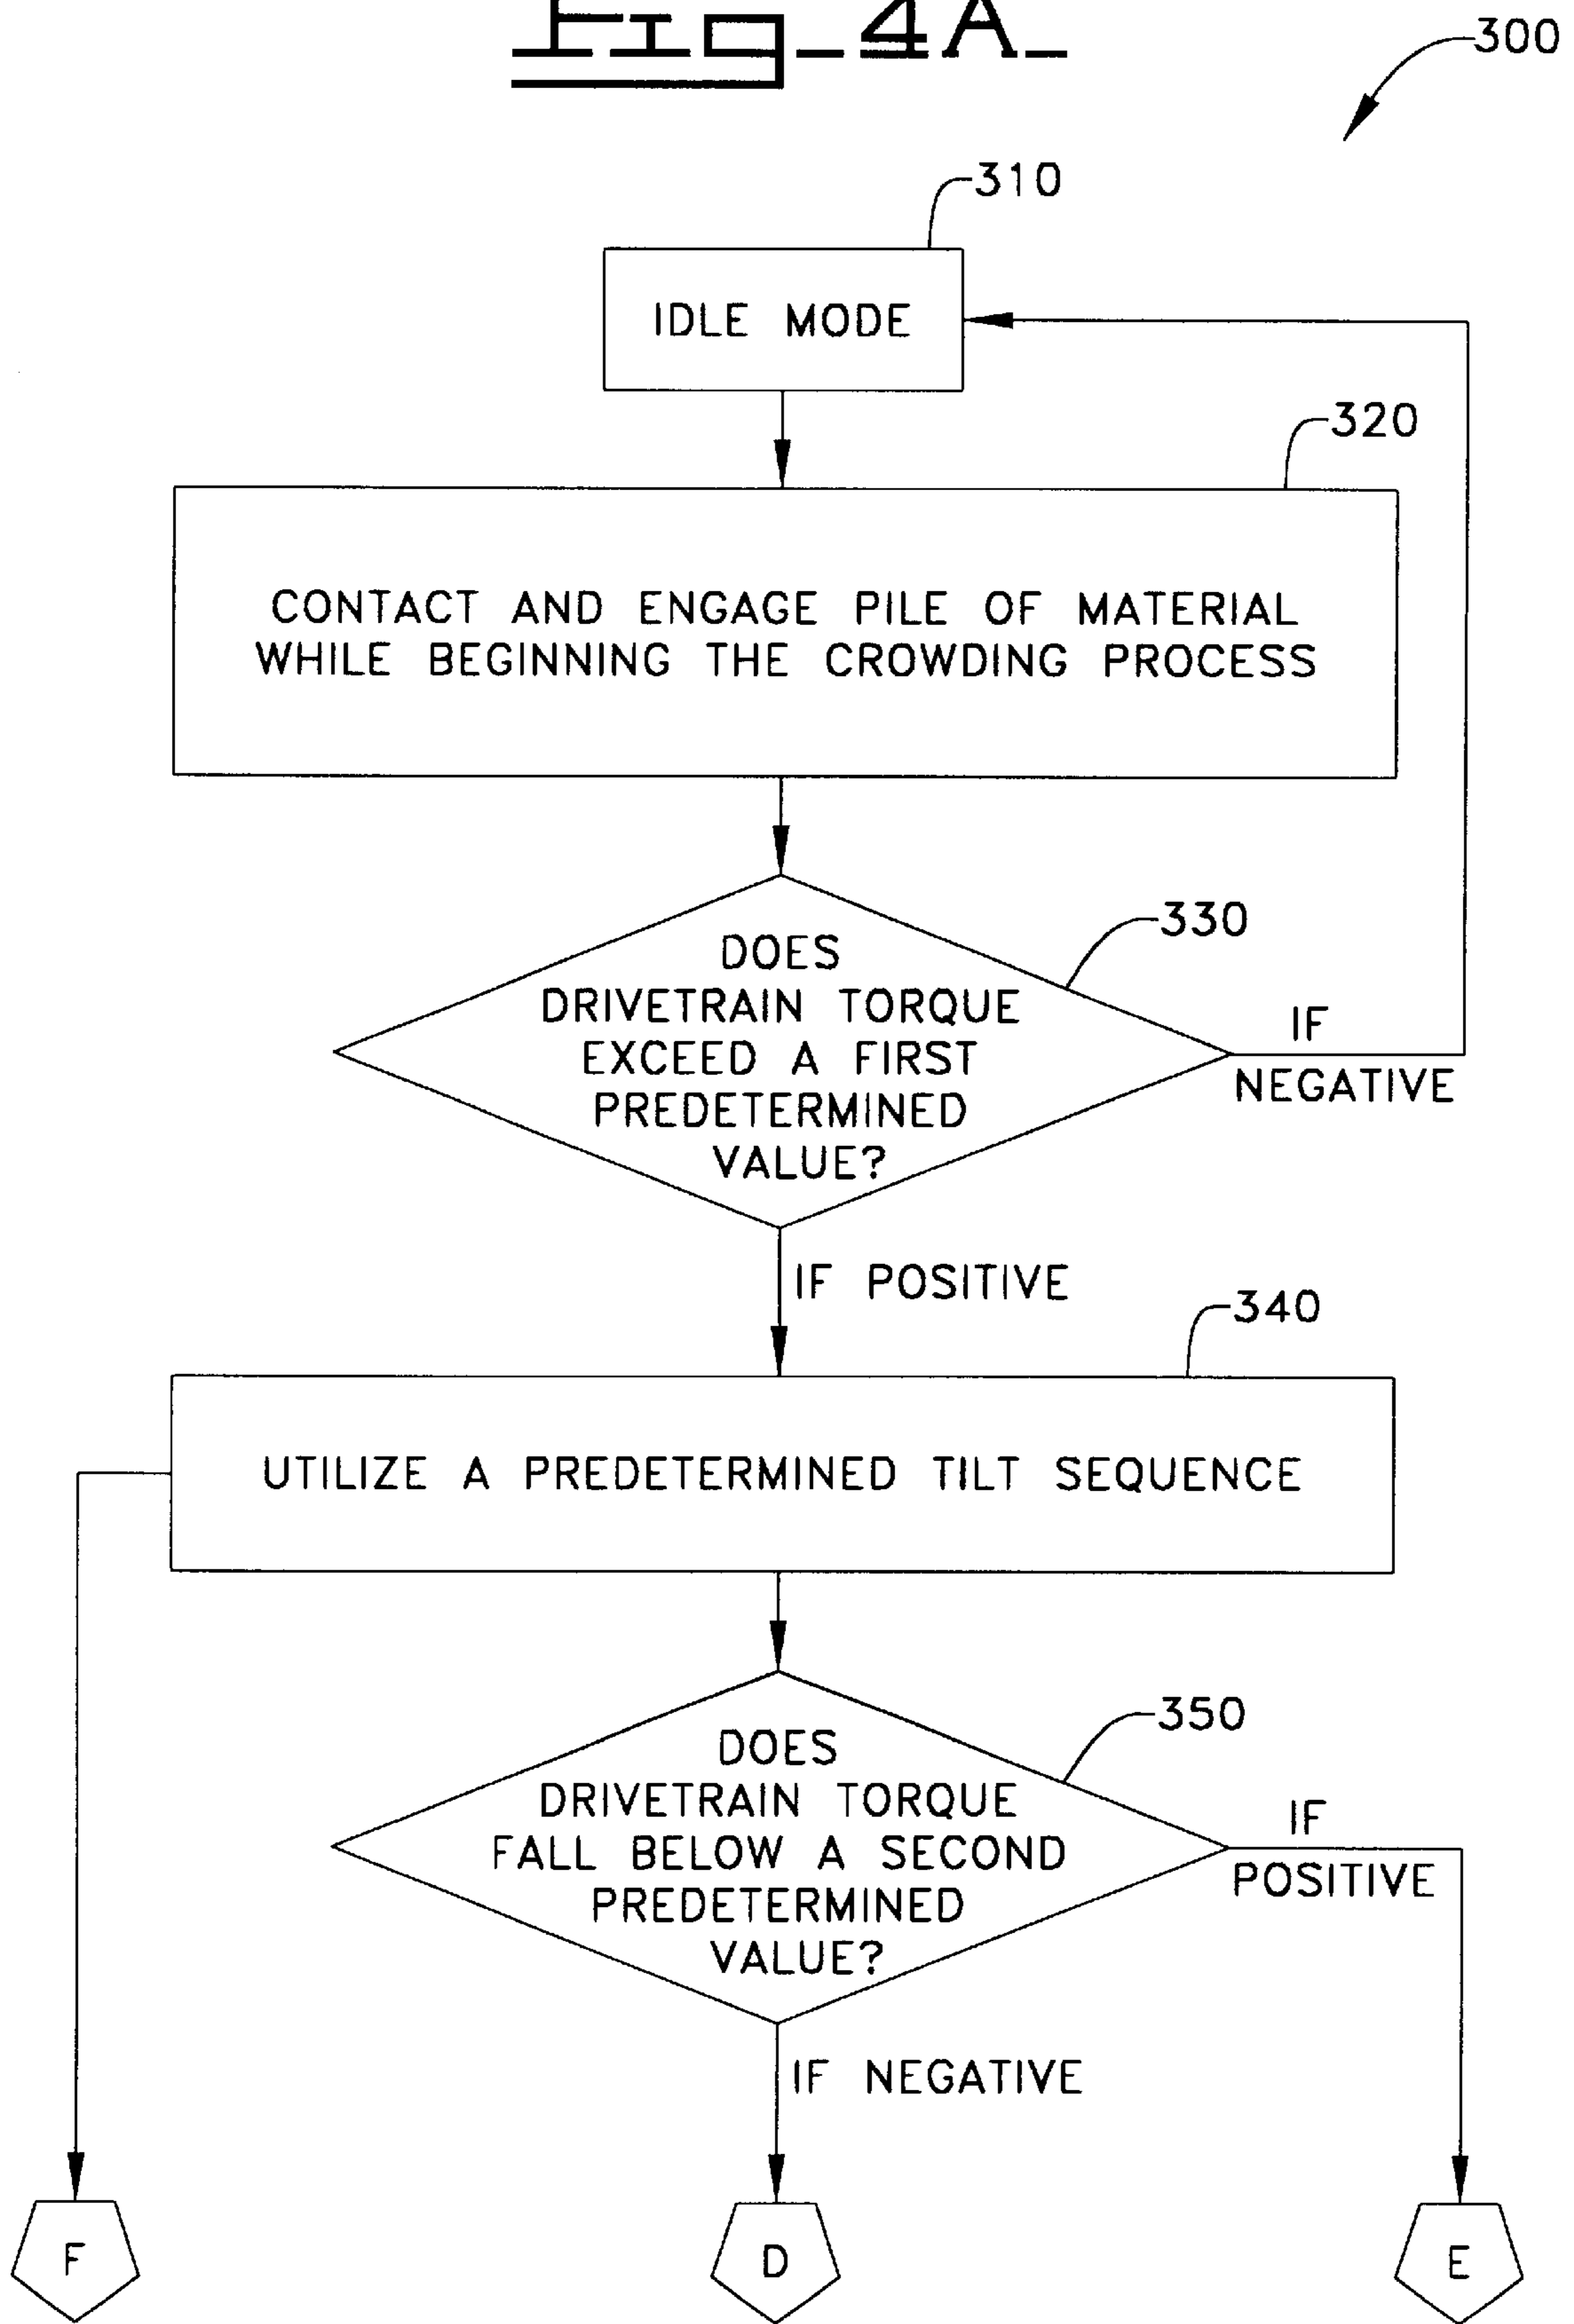 Fig_4A_
300
310
IDLE MODE
320
CONTACT AND ENGAGE PILE OF MATERIAL
WHILE BEGINNING THE CROWDING PROCESS
330
DOES
DRIVETRAIN TORQUE
EXCEED A FIRST
PREDETERMINED
VALUE?
IF
NEGATIVE
IF POSITIVE
340
UTILIZE A PREDETERMINED TILT SEQUENCE
350
DOES
DRIVETRAIN TORQUE
FALL BELOW A SECOND
PREDETERMINED
VALUE?
IF
POSITIVE
IF NEGATIVE
F
D
E